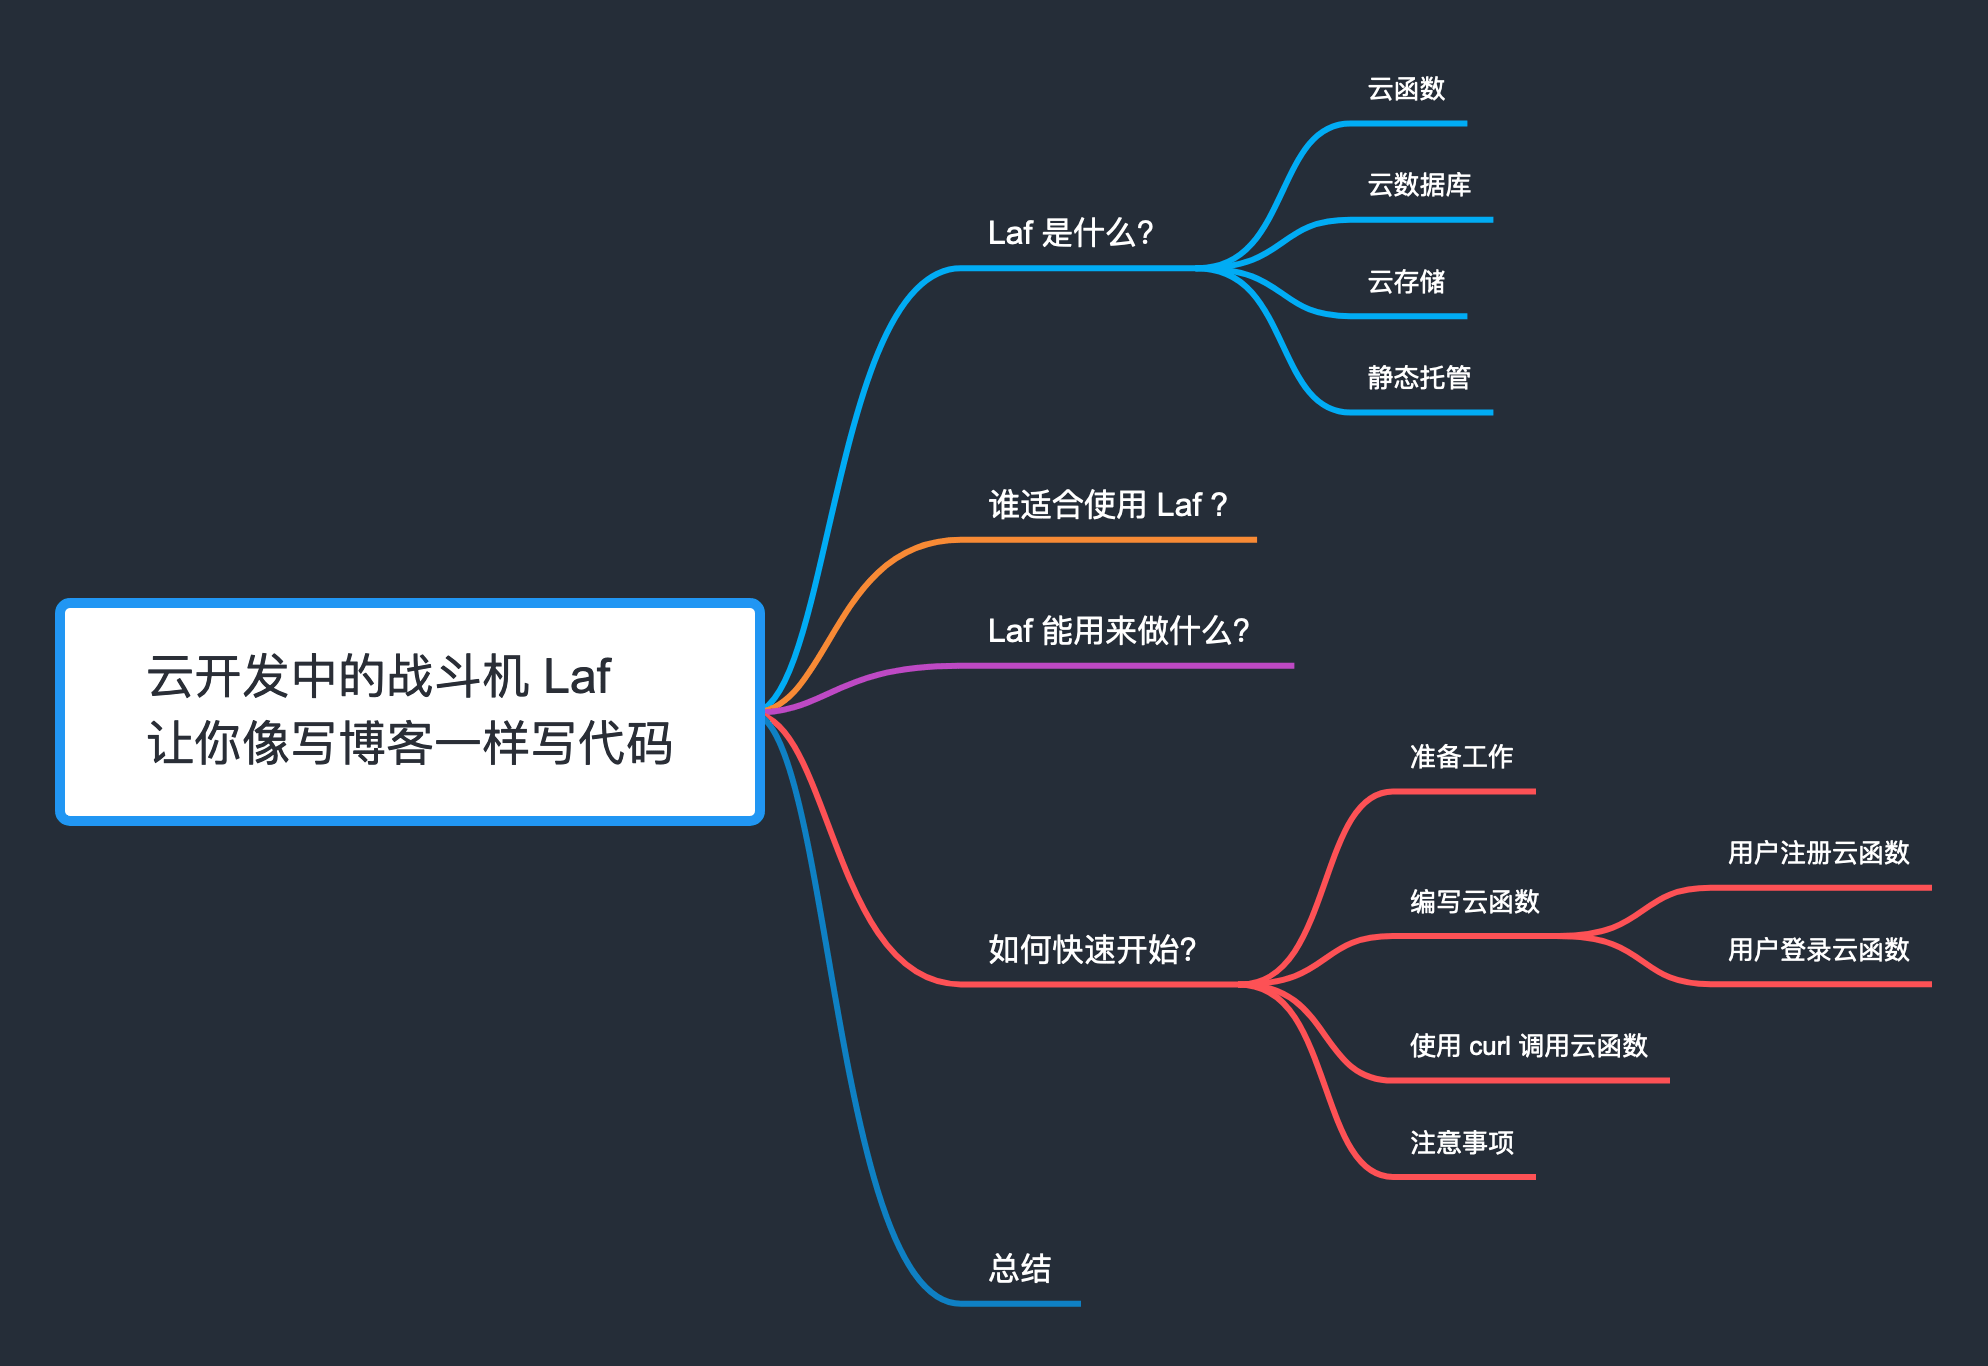 云开发中的战斗机 Laf
让你像写博客一样写代码
Laf 是什么?
云函数
云数据库
云存储
静态托管
谁适合使用 Laf ?
Laf 能用来做什么?
如何快速开始?
准备工作
编写云函数
用户注册云函数
用户登录云函数
使用 curl 调用云函数
注意事项
总结